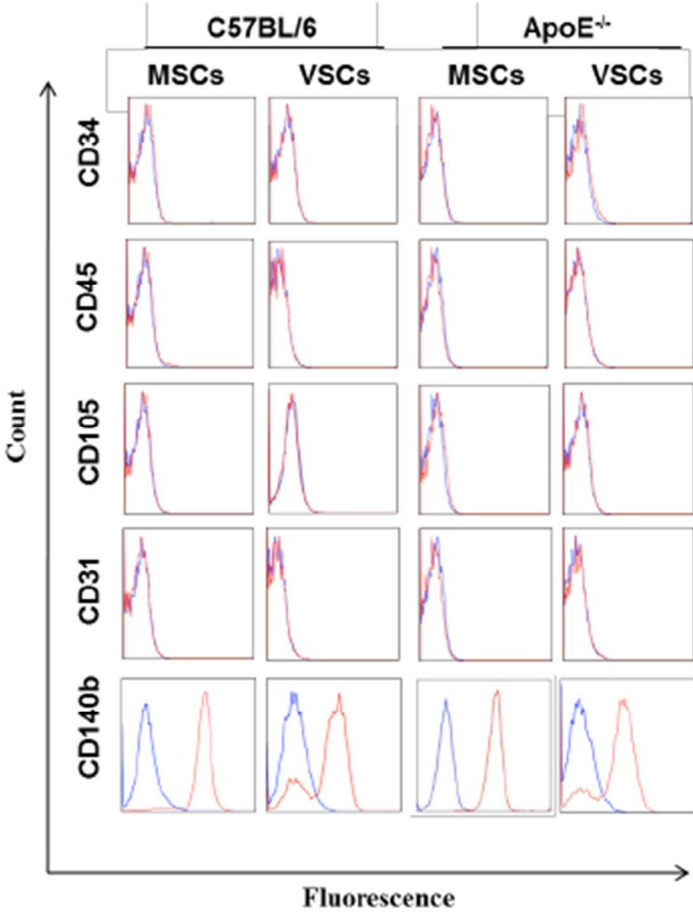 C57BL/6 ApoE-/-
MSCs VSCs MSCs VSCs
CD34
CD45
CD105
CD31
CD140b
Count
Fluorescence